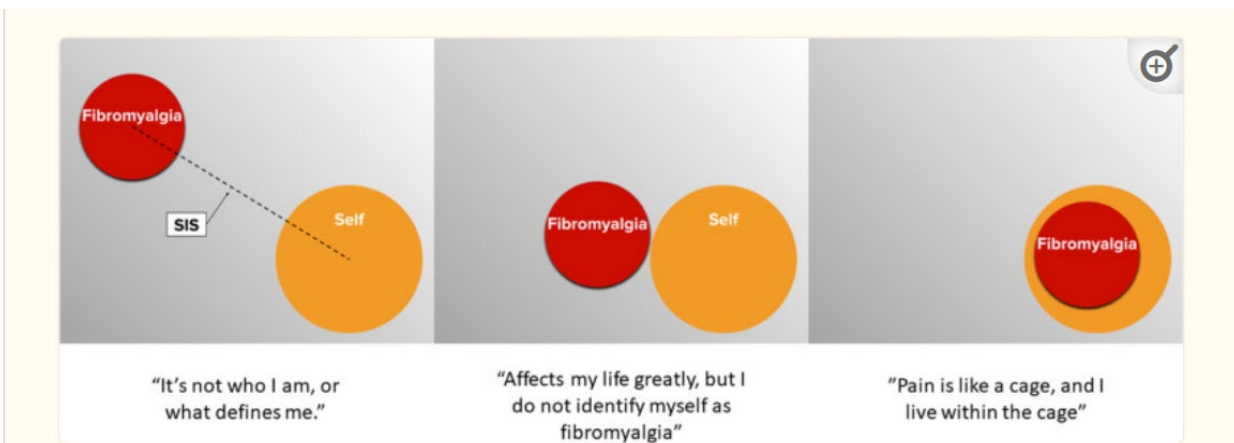 Fibromyalgia
SIS
Self
Fibromyalgia
Self
Fibromyalgia
“It’s not who I am, or
what defines me.”
“Affects my life greatly, but I
do not identify myself as
fibromyalgia”
”Pain is like a cage, and I
live within the cage”